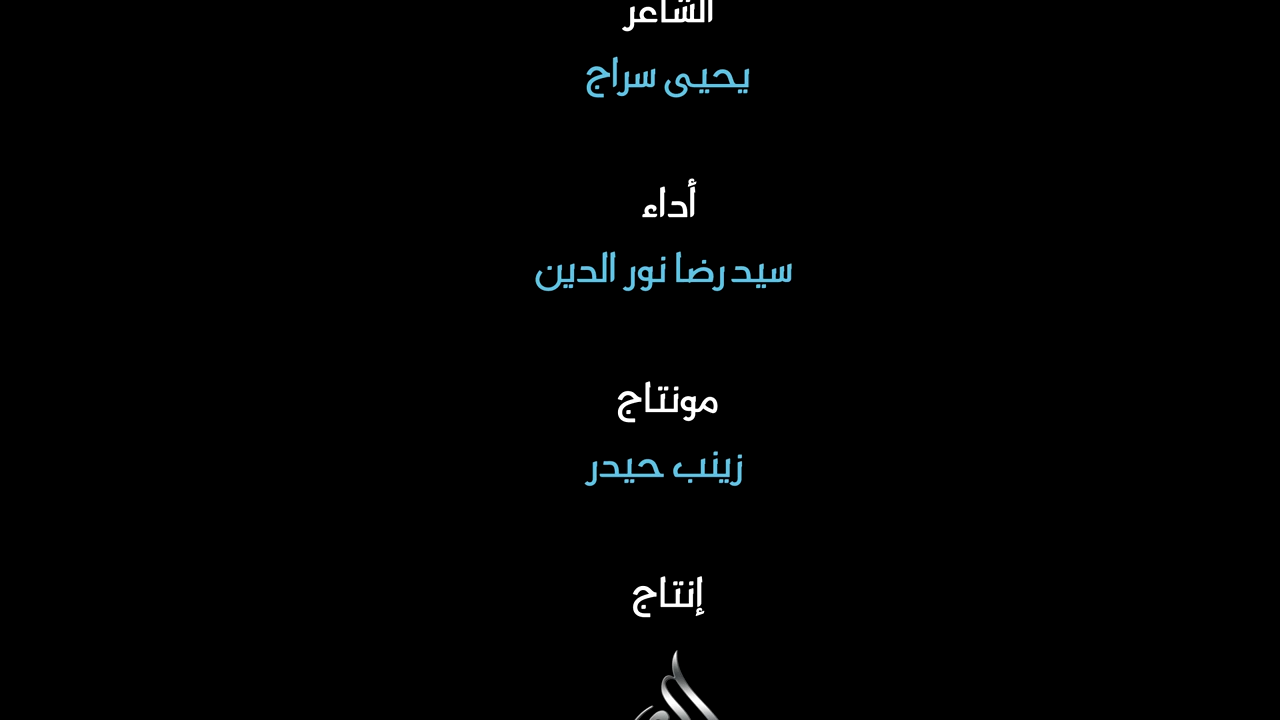 الشاعر
يحيى سراج
أداء
سيد رضا نور الدين
مونتاج
زينب حيدر
إنتاج